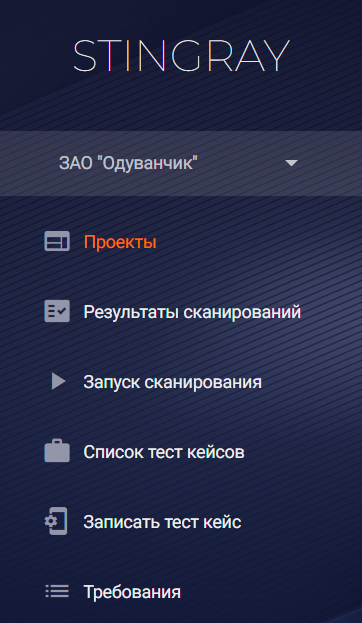 STINGRAY
ЗАО "Одуванчик"
Проекты
Результаты сканирований
Запуск сканирования
Список тест кейсов
Записать тест кейс
Требования